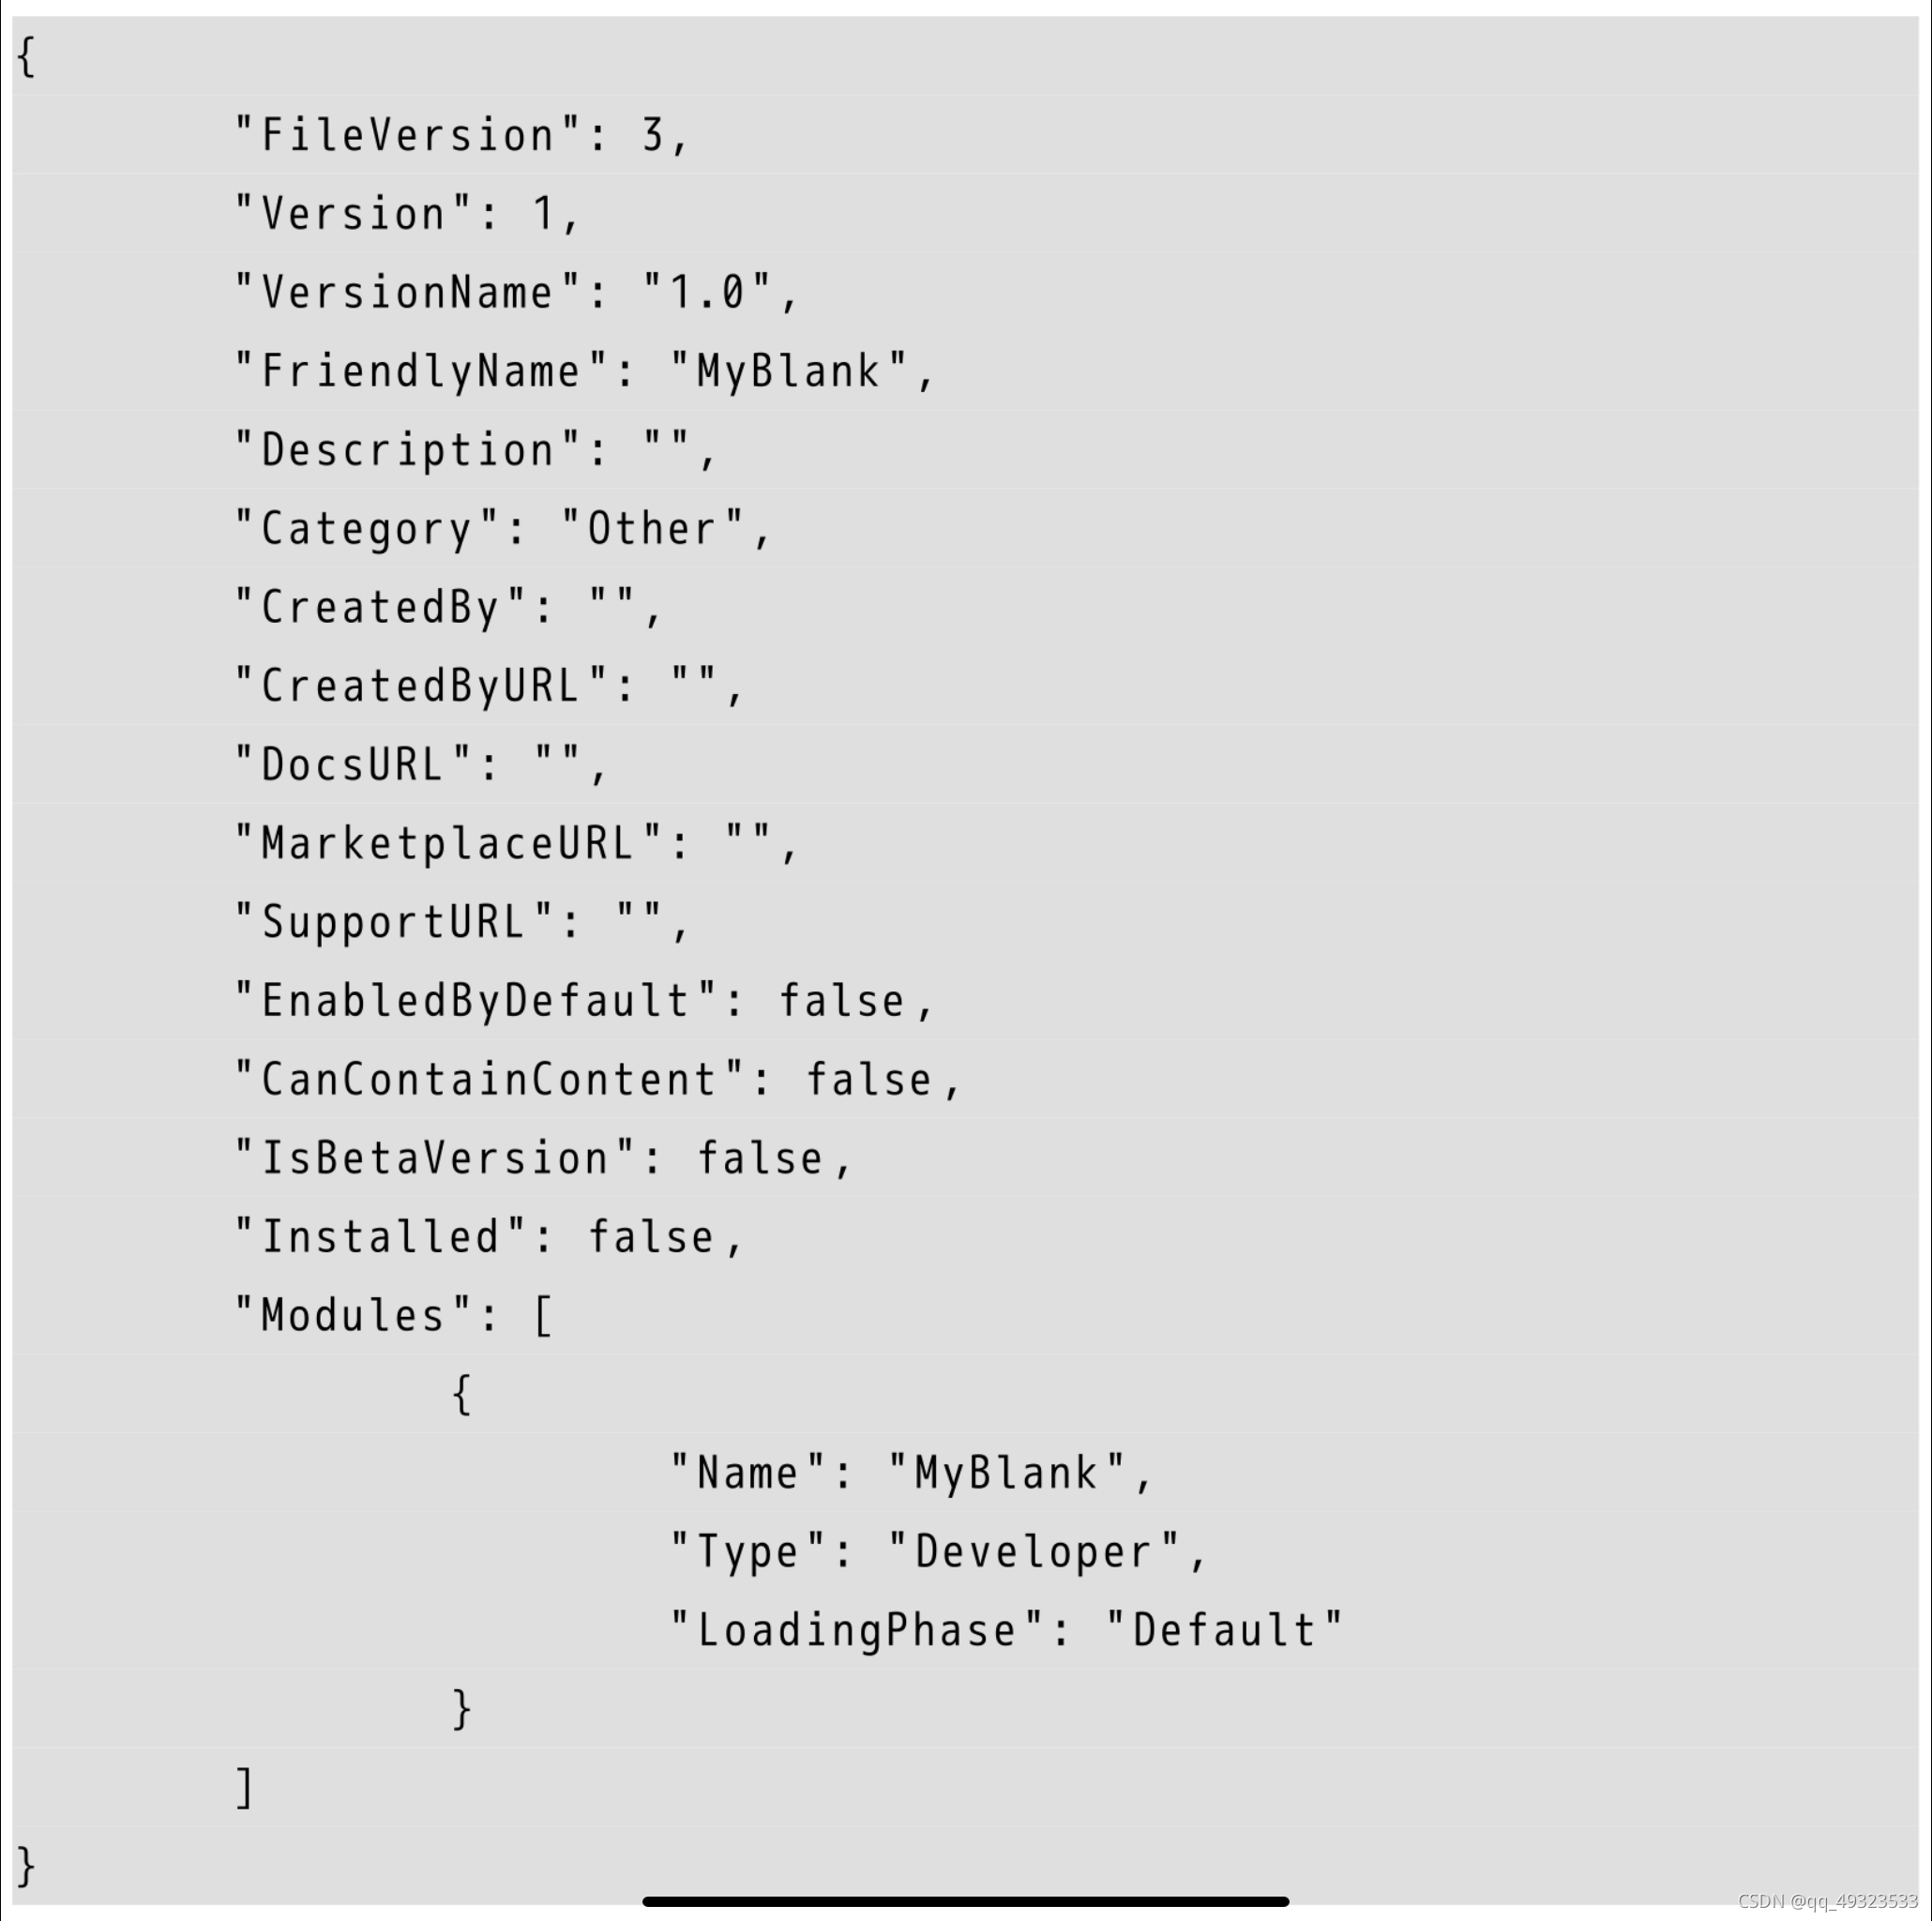 {
"FileVersion": 3,
"Version": 1,
"VersionName": "1.0",
"FriendlyName": "MyBlank",
"Description": "",
"Category": "Other",
"CreatedBy": "",
"CreatedByURL": "",
"DocsURL": "",
"MarketplaceURL": "",
"SupportURL": "",
"EnabledByDefault": false,
"CanContainContent": false,
"IsBetaVersion": false,
"Installed": false,
"Modules": [
{
"Name": "MyBlank",
"Type": "Developer",
"LoadingPhase": "Default"
}
]
}
CSDN @qq_49323533